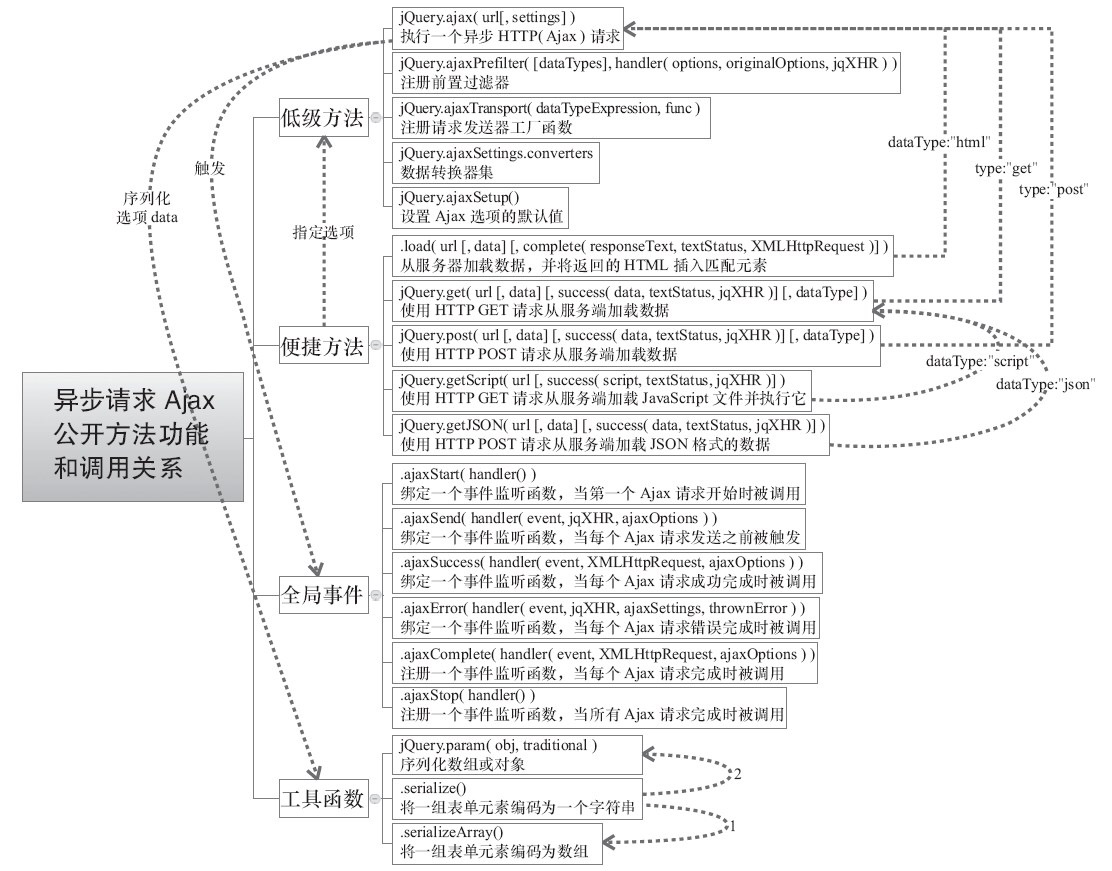 jQuery.ajax( url[, settings] )
执行一个异步 HTTP( Ajax ) 请求
jQuery.ajaxPrefilter( [dataTypes], handler( options, originalOptions, jqXHR ) )
注册前置过滤器
低级方法
jQuery.ajaxTransport( dataTypeExpression, func )
注册请求发送器工厂函数
jQuery.ajaxSettings.converters
数据转换器集
jQuery.ajaxSetup()
设置 Ajax 选项的默认值
dataType:"html"
type:"get"
type:"post"
触发
序列化
选项 data
指定选项
.load( url [, data] [, complete( responseText, textStatus, XMLHttpRequest )] )
从服务器加载数据，并将返回的 HTML 插入匹配元素
jQuery.get( url [, data] [, success( data, textStatus, jqXHR )] [, dataType] )
使用 HTTP GET 请求从服务端加载数据
便捷方法
jQuery.post( url [, data] [, success( data, textStatus, jqXHR )] [, dataType] )
使用 HTTP POST 请求从服务端加载数据
jQuery.getScript( url [, success( script, textStatus, jqXHR )] )
使用 HTTP GET 请求从服务端加载 JavaScript 文件并执行它
jQuery.getJSON( url [, data] [, success( data, textStatus, jqXHR )] )
使用 HTTP POST 请求从服务端加载 JSON 格式的数据
dataType:"script"
dataType:"json"
异步请求 Ajax
公开方法功能
和调用关系
.ajaxStart( handler() )
绑定一个事件监听函数，当第一个 Ajax 请求开始时被调用
.ajaxSend( handler( event, jqXHR, ajaxOptions ) )
绑定一个事件监听函数，当每个 Ajax 请求发送之前被触发
.ajaxSuccess( handler( event, XMLHttpRequest, ajaxOptions ) )
绑定一个事件监听函数，当每个 Ajax 请求成功完成时被调用
全局事件
.ajaxError( handler( event, jqXHR, ajaxSettings, thrownError ) )
绑定一个事件监听函数，当每个 Ajax 请求错误完成时被调用
.ajaxComplete( handler( event, XMLHttpRequest, ajaxOptions ) )
注册一个事件监听函数，当每个 Ajax 请求完成时被调用
.ajaxStop( handler() )
注册一个事件监听函数，当所有 Ajax 请求完成时被调用
jQuery.param( obj, traditional )
序列化数组或对象
工具函数
.serialize()
将一组表单元素编码为一个字符串
.serializeArray()
将一组表单元素编码为数组
2
1